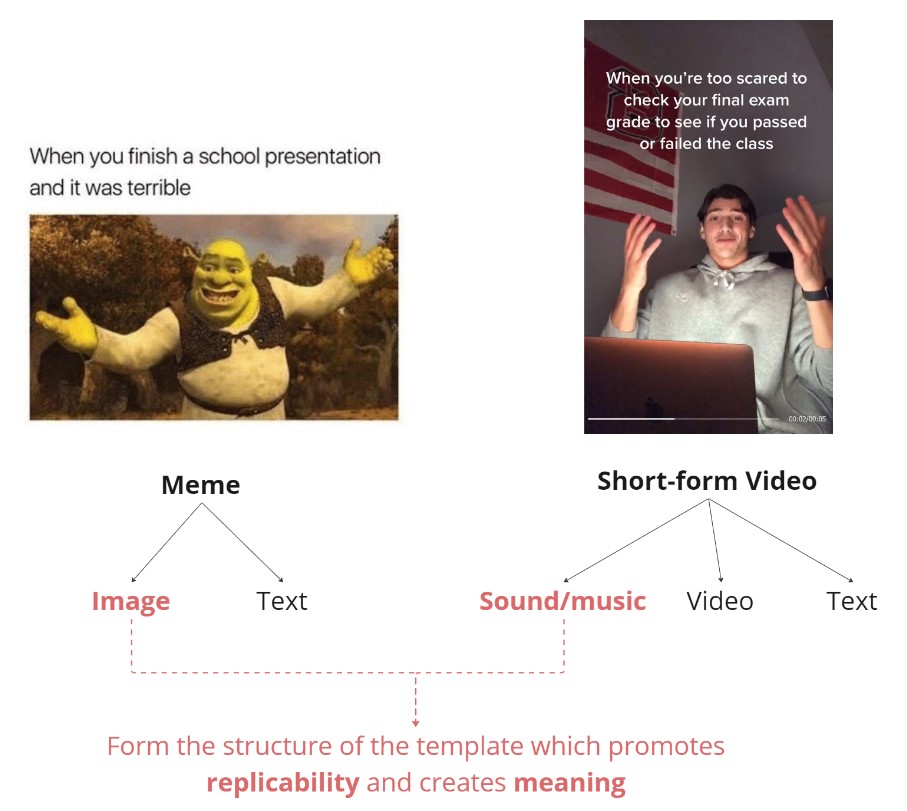 When you finish a school presentation
and it was terrible
When you're too scared to
check your final exam
grade to see if you passed
or failed the class
00:02/00:05
Meme
Short-form Video
Image
Text
Sound/music
Video
Text
Form the structure of the template which promotes
replicability and creates meaning